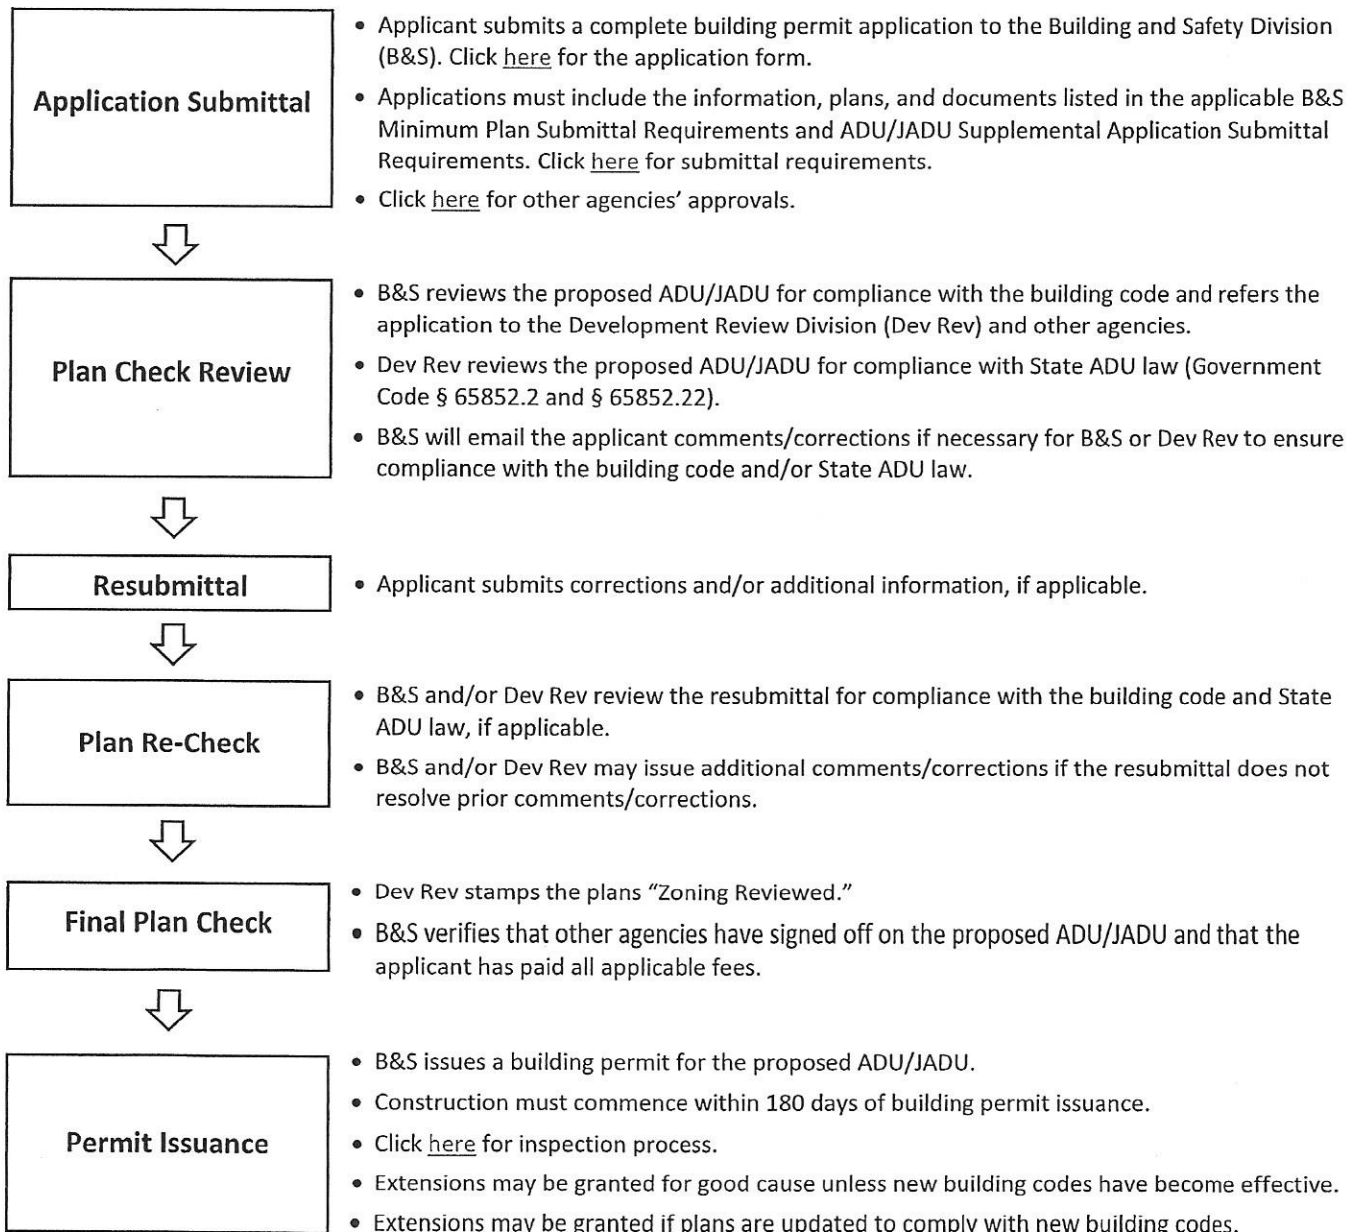 Application Submittal
• Applicant submits a complete building permit application to the Building and Safety Division
(B&S). Click here for the application form.
• Applications must include the information, plans, and documents listed in the applicable B&S
Minimum Plan Submittal Requirements and ADU/JADU Supplemental Application Submittal
Requirements. Click here for submittal requirements.
• Click here for other agencies’ approvals.
Plan Check Review
• B&S reviews the proposed ADU/JADU for compliance with the building code and refers the
application to the Development Review Division (Dev Rev) and other agencies.
• Dev Rev reviews the proposed ADU/JADU for compliance with State ADU law (Government
Code § 65852.2 and § 65852.22).
• B&S will email the applicant comments/corrections if necessary for B&S or Dev Rev to ensure
compliance with the building code and/or State ADU law.
Resubmittal
• Applicant submits corrections and/or additional information, if applicable.
Plan Re-Check
• B&S and/or Dev Rev review the resubmittal for compliance with the building code and State
ADU law, if applicable.
• B&S and/or Dev Rev may issue additional comments/corrections if the resubmittal does not
resolve prior comments/corrections.
Final Plan Check
• Dev Rev stamps the plans “Zoning Reviewed.”
• B&S verifies that other agencies have signed off on the proposed ADU/JADU and that the
applicant has paid all applicable fees.
Permit Issuance
• B&S issues a building permit for the proposed ADU/JADU.
• Construction must commence within 180 days of building permit issuance.
• Click here for inspection process.
• Extensions may be granted for good cause unless new building codes have become effective.
• Extensions may be granted if plans are updated to comply with new building codes.